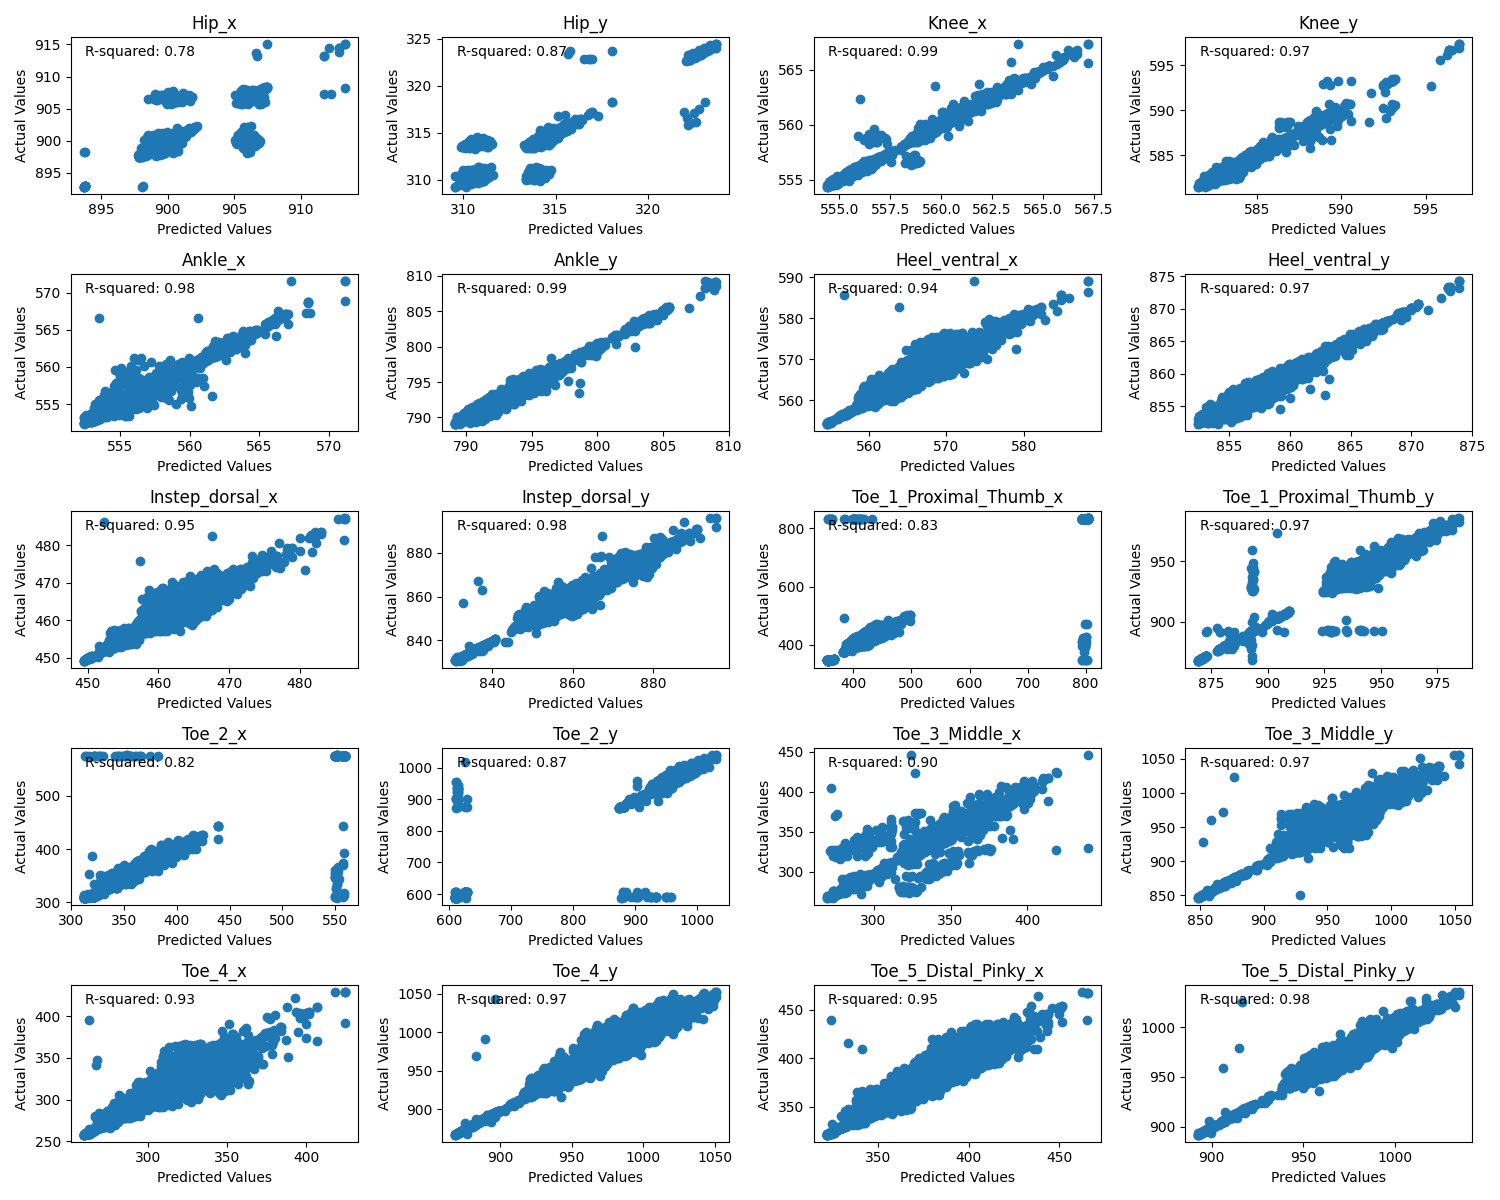 Hip_x
Hip_y
Knee_x
Knee_y
R-squared: 0.78
R-squared: 0.87
R-squared: 0.99
R-squared: 0.97
Actual Values
915
910
905
900
895
895
900
905
910
Predicted Values
Actual Values
325
320
315
310
310
315
320
Predicted Values
Actual Values
565
560
555
555.0
557.5
560.0
562.5
565.0
567.5
Predicted Values
Actual Values
595
590
585
585
590
595
Predicted Values
Ankle_x
Ankle_y
Heel_ventral_x
Heel_ventral_y
R-squared: 0.98
R-squared: 0.99
R-squared: 0.94
R-squared: 0.97
Actual Values
570
565
560
555
555
560
565
570
Predicted Values
Actual Values
810
805
800
795
790
790
795
800
805
810
Predicted Values
Actual Values
590
580
570
560
560
570
580
Predicted Values
Actual Values
875
870
865
860
855
855
860
865
870
875
Predicted Values
Instep_dorsal_x
Instep_dorsal_y
Toe_1_Proximal_Thumb_x
Toe_1_Proximal_Thumb_y
R-squared: 0.95
R-squared: 0.98
R-squared: 0.83
R-squared: 0.97
Actual Values
480
470
460
450
450
460
470
480
Predicted Values
Actual Values
880
860
840
840
860
880
Predicted Values
Actual Values
800
600
400
400
500
600
700
800
Predicted Values
Actual Values
950
900
875
900
925
950
975
Predicted Values
Toe_2_x
Toe_2_y
Toe_3_Middle_x
Toe_3_Middle_y
R-squared: 0.82
R-squared: 0.87
R-squared: 0.90
R-squared: 0.97
Actual Values
500
400
300
300
350
400
450
500
550
Predicted Values
Actual Values
1000
900
800
700
600
600
700
800
900
1000
Predicted Values
Actual Values
450
400
350
300
300
350
400
Predicted Values
Actual Values
1050
1000
950
900
850
850
900
950
1000
1050
Predicted Values
Toe_4_x
Toe_4_y
Toe_5_Distal_Pinky_x
Toe_5_Distal_Pinky_y
R-squared: 0.93
R-squared: 0.97
R-squared: 0.95
R-squared: 0.98
Actual Values
400
350
300
250
300
350
400
Predicted Values
Actual Values
1050
1000
950
900
900
950
1000
1050
Predicted Values
Actual Values
450
400
350
350
400
450
Predicted Values
Actual Values
1000
950
900
900
950
1000
Predicted Values